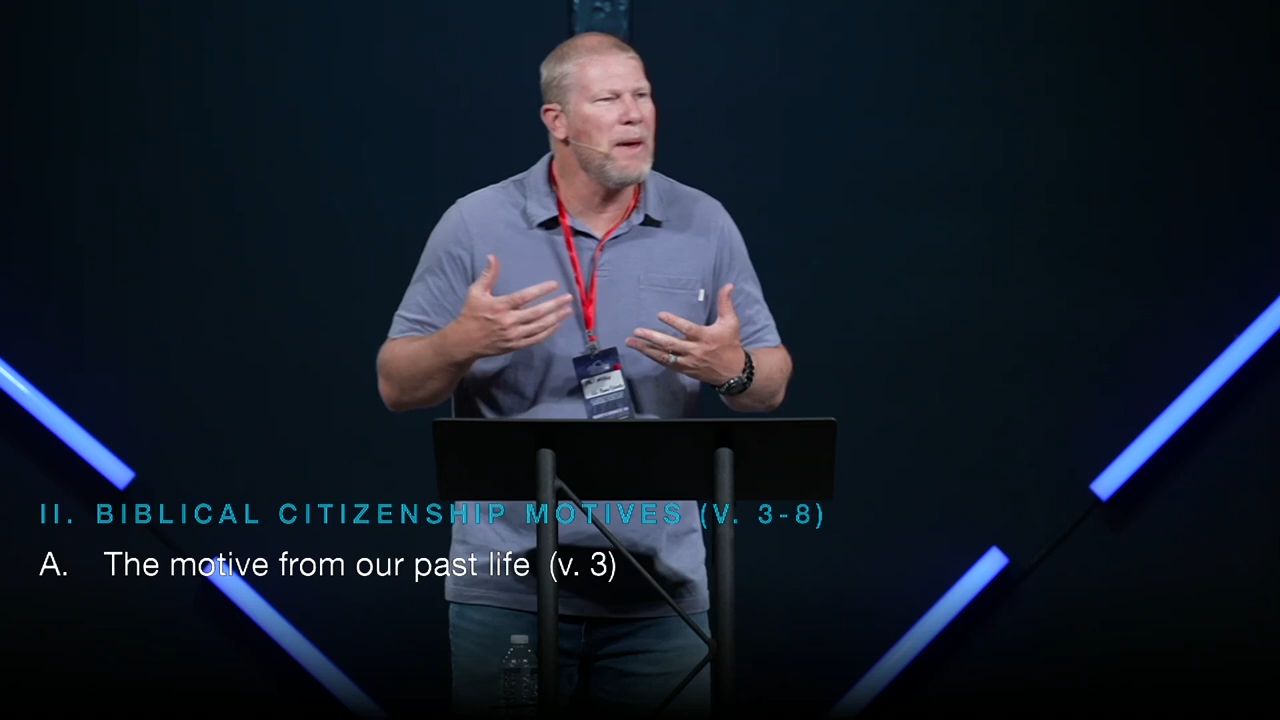 II. BIBLICAL CITIZENSHIP MOTIVES (V. 3-8)
A. The motive from our past life (v. 3)